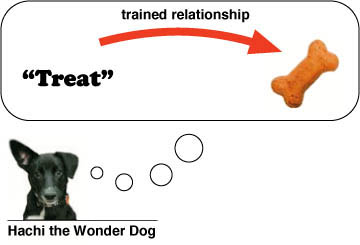 trained relationship
“Treat”
Hachi the Wonder Dog